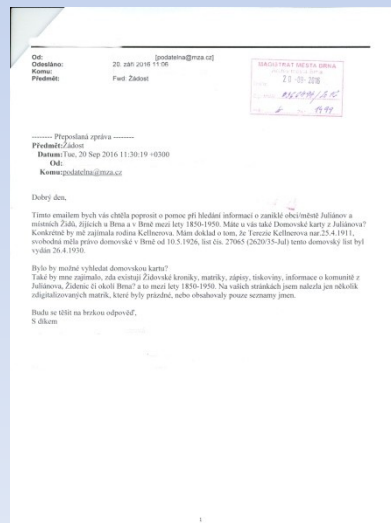 Od: [podatelna@mza.cz]
Odesláno: 20. září 2016 11:06
Komu:
Předmět: Fwd: Žádost
MAGISTRÁT MĚSTA BRNA
20-09-2016
-------- Přeposlaná zpráva --------
Předmět:Žádost
Datum:Tue, 20 Sep 2016 11:30:19 +0300
Od:
Komu:podatelna@mza.cz
Dobrý den,
Tímto emailem bych vás chtěla poprosit o pomoc při hledání informací o zaniklé obci/městě Juliánov a
místních Židů, žijících u Brna a v Brně mezi lety 1850-1950. Máte u vás také Domovské karty z Juliánova?
Konkrétně by mě zajímala rodina Kellnerova. Mám doklad o tom, že Terezie Kellnerova nar.25.4.1911,
svobodná měla právo domovské v Brně od 10.5.1926, list čís. 27065 (2620/35-Jul) tento domovský list byl
vydán 26.4.1930.
Bylo by možné vyhledat domovskou kartu?
Také by mne zajímalo, zda existují Židovské kroniky, matriky, zápisy, tiskoviny, informace o komunitě z
Juliánova, Židenic či okolí Brna? a to mezi lety 1850-1950. Na vašich stránkách jsem nalezla jen několik
zdigitalizovaných matrik, které byly prázdné, nebo obsahovaly pouze seznamy jmen.
Budu se těšit na brzkou odpověď,
S díkem
1